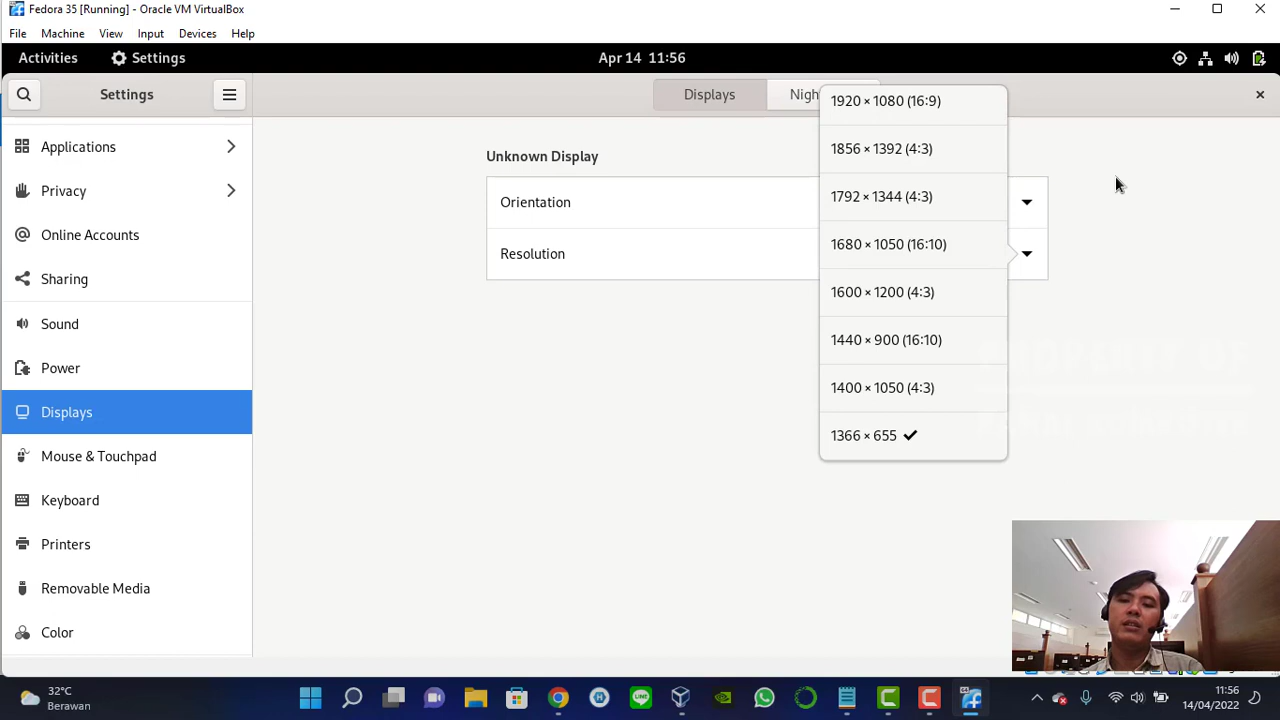 Fedora 35 [Running] - Oracle VM VirtualBox
File Machine View Input Devices Help
Activities Settings Apr 14 11:56
Settings Displays Nigh
Applications
Privacy
Online Accounts
Sharing
Sound
Power
Displays
Mouse & Touchpad
Keyboard
Printers
Removable Media
Color
Unknown Display
Orientation
Resolution
1920 × 1080 (16:9)
1856 × 1392 (4:3)
1792 × 1344 (4:3)
1680 × 1050 (16:10)
1600 × 1200 (4:3)
1440 × 900 (16:10)
1400 × 1050 (4:3)
1366 × 655
32°C
Berawan
11:56
14/04/2022